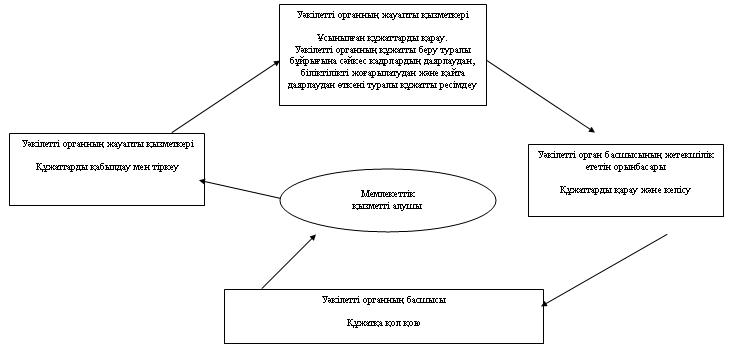 Уәкілетті органның жауапты қызметкері
Ұсынылған құжаттарды қарау.
Уәкілетті органның құжатты беру туралы
бұйрығына сәйкес кадрлардың даярлаудан,
біліктілікті жоғарылатудан және қайта
даярлаудан өткені туралы құжатты ресімдеу
Уәкілетті органның жауапты қызметкері
Құжаттарды қабылдау мен тіркеу
Уәкілетті орган басшысының жетекшілік
ететін орынбасары
Құжаттарды қарау және келісу
Мемлекеттік
қызметті алушы
Уәкілетті органның басшысы
Құжатқа қол қою